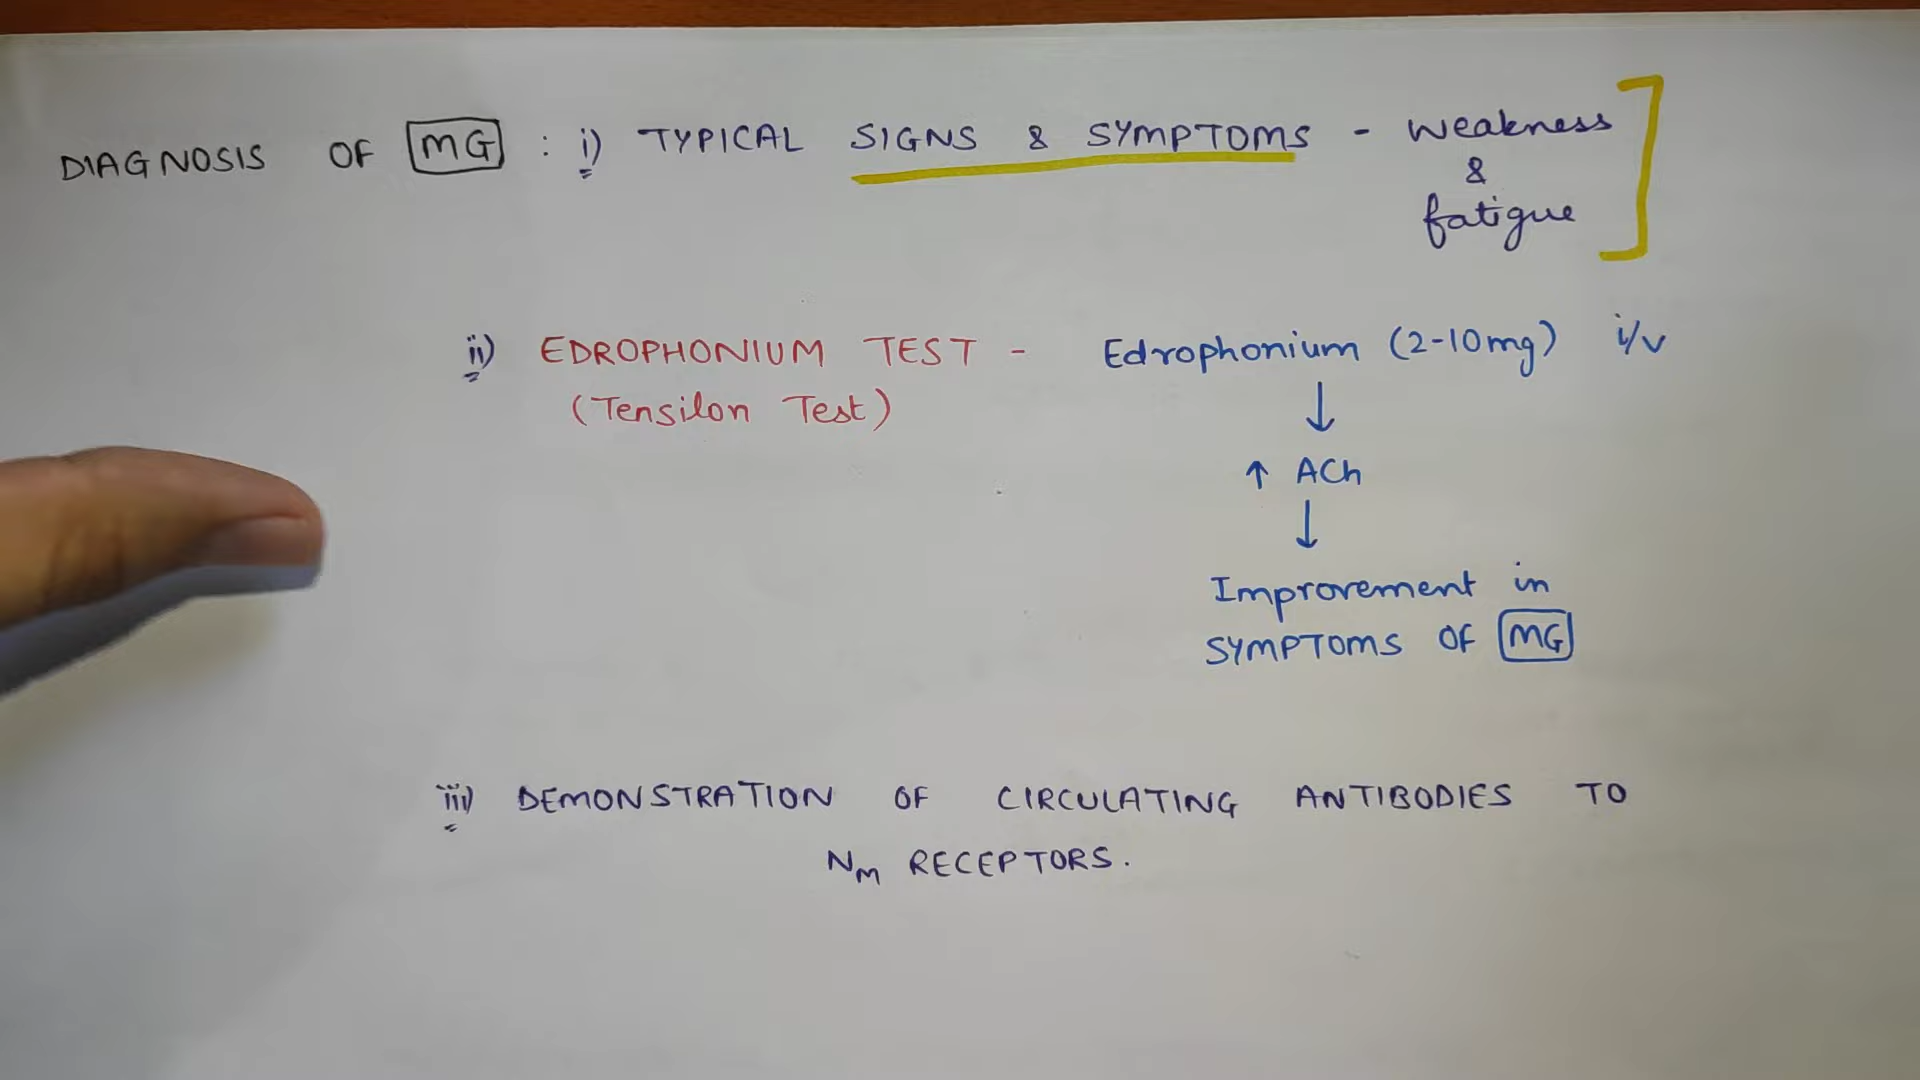 DIAGNOSIS OF MG : i) TYPICAL SIGNS & SYMPTOMS - Weakness
&
fatigue
ii) EDROPHONIUM TEST - Edrophonium (2-10mg) i/v
(Tensilon Test)
↓
↑ ACh
↓
Improvement in
SYMPTOMS OF MG
iii) DEMONSTRATION OF CIRCULATING ANTIBODIES TO
NM RECEPTORS.